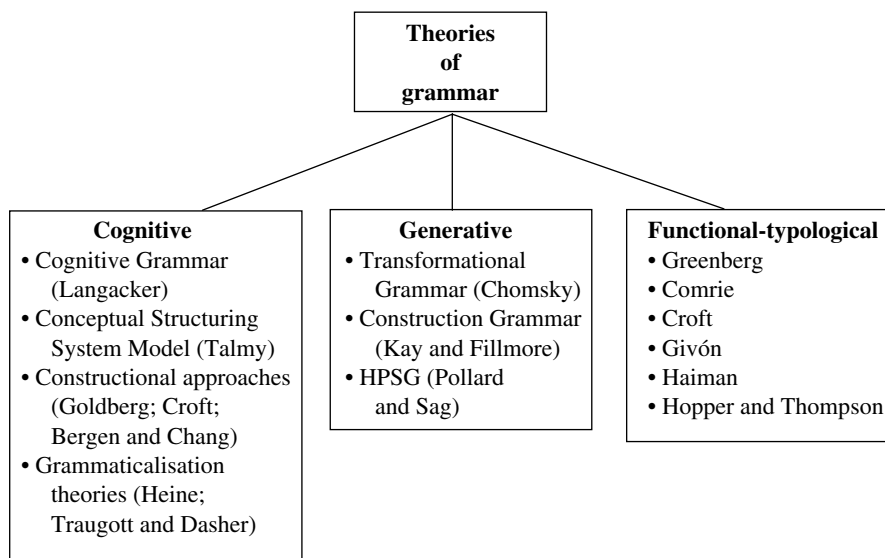 Theories
of
grammar
Cognitive
• Cognitive Grammar
(Langacker)
• Conceptual Structuring
System Model (Talmy)
• Constructional approaches
(Goldberg; Croft;
Bergen and Chang)
• Grammaticalisation
theories (Heine;
Traugott and Dasher)
Generative
• Transformational
Grammar (Chomsky)
• Construction Grammar
(Kay and Fillmore)
• HPSG (Pollard
and Sag)
Functional-typological
• Greenberg
• Comrie
• Croft
• Givón
• Haiman
• Hopper and Thompson